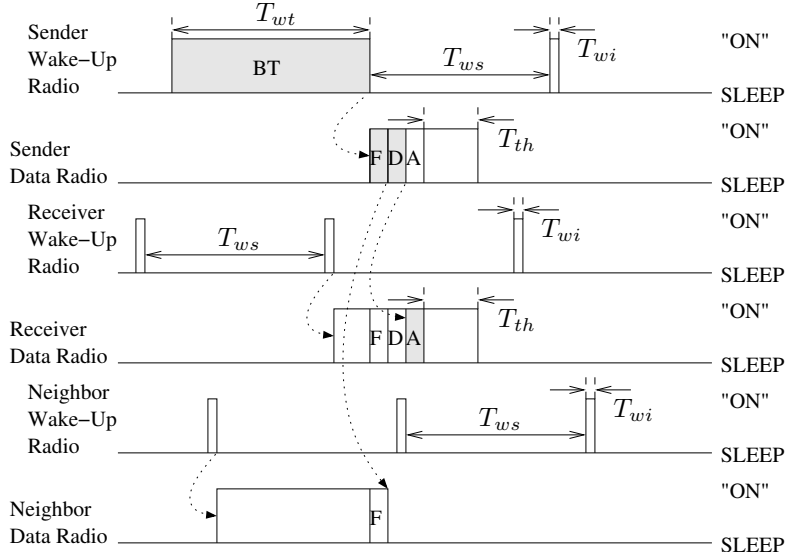 Sender
Wake-Up
Radio
T_wt
BT
T_ws
T_wi
"ON"
SLEEP
Sender
Data Radio
F D A
T_th
"ON"
SLEEP
Receiver
Wake-Up
Radio
T_ws
T_wi
"ON"
SLEEP
Receiver
Data Radio
F D A
T_th
"ON"
SLEEP
Neighbor
Wake-Up
Radio
T_ws
T_wi
"ON"
SLEEP
Neighbor
Data Radio
F
"ON"
SLEEP